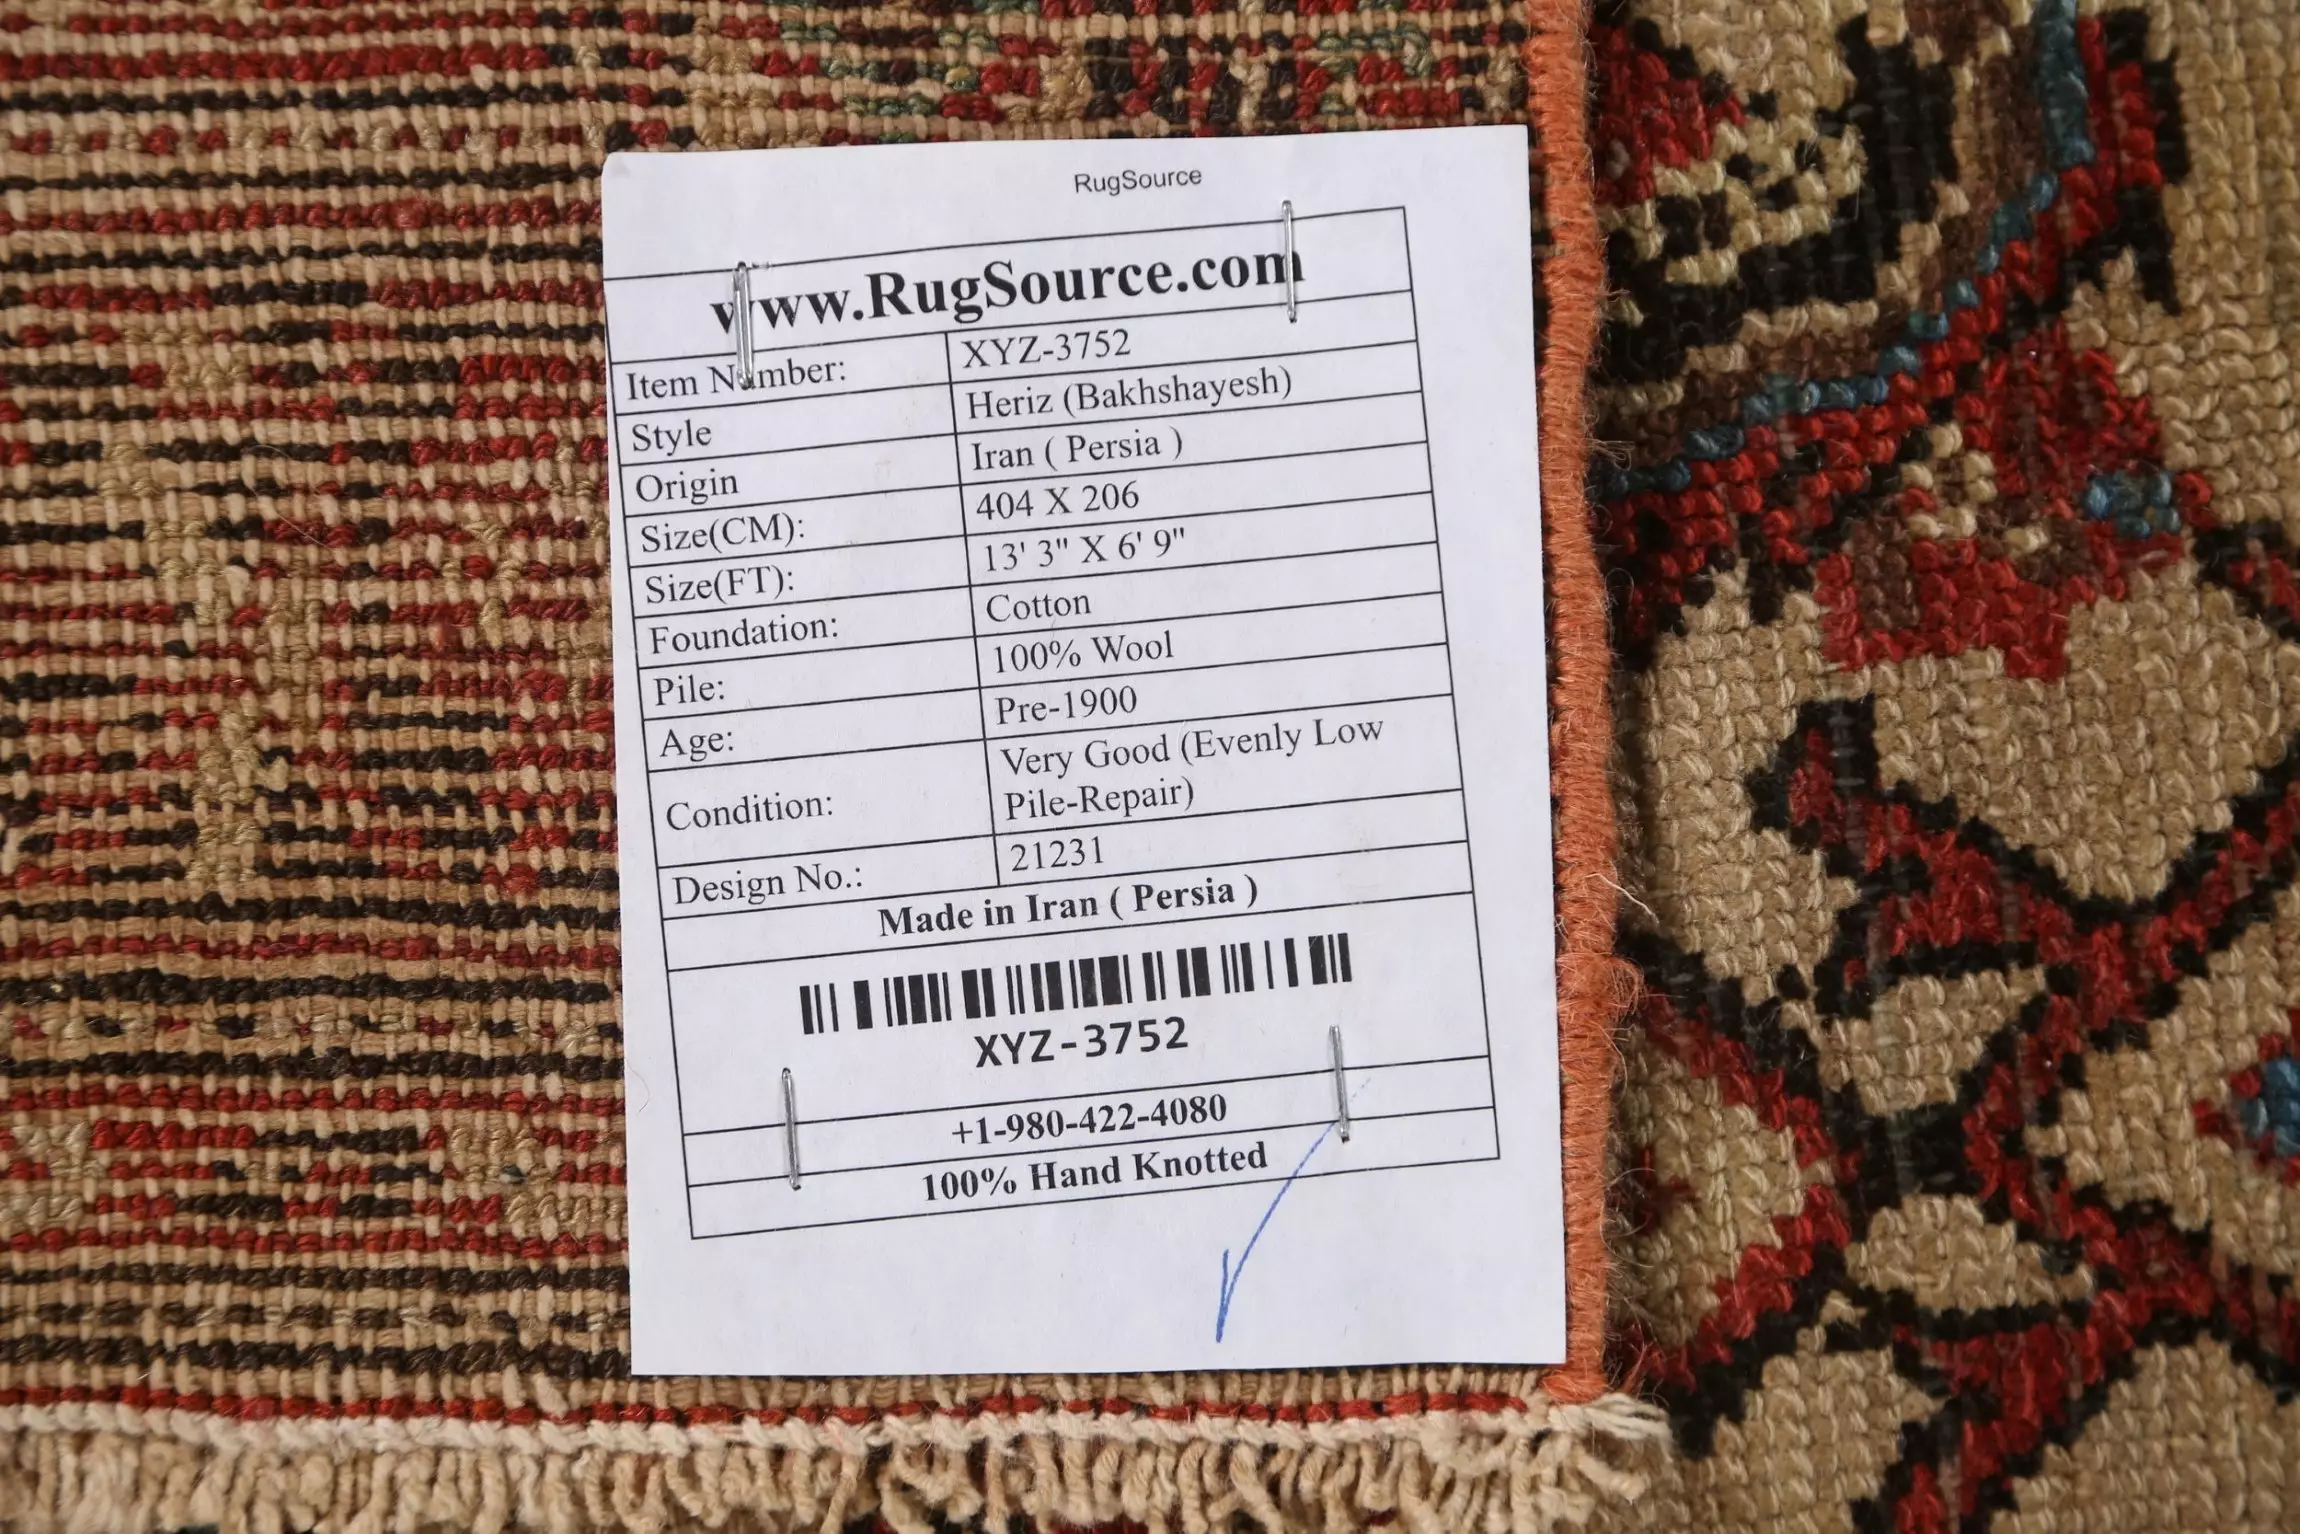 RugSource
www.RugSource.com
Item Number: XYZ-3752
Style Heriz (Bakhshayesh)
Origin Iran ( Persia )
Size(CM): 404 X 206
Size(FT): 13' 3" X 6' 9"
Foundation: Cotton
Pile: 100% Wool
Age: Pre-1900
Condition: Very Good (Evenly Low
Pile-Repair)
Design No.: 21231
Made in Iran ( Persia )
XYZ-3752
+1-980-422-4080
100% Hand Knotted